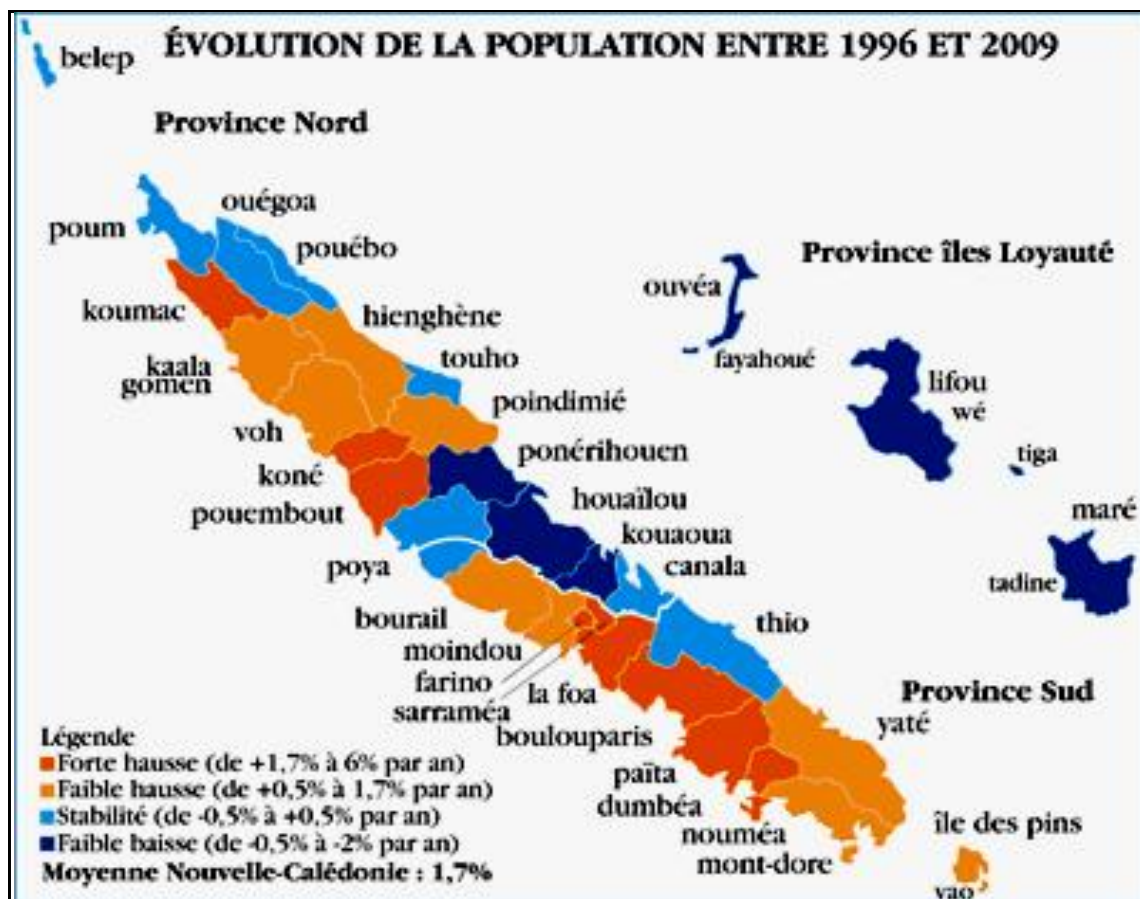 ÉVOLUTION DE LA POPULATION ENTRE 1996 ET 2009
belep
Province Nord
ouégoa
poum
pouébo
Province îles Loyauté
ouvéa
koumac
hienghène
fayahoué
touho
kaala
gomen
lifou
wé
poindimié
voh
ponérihouen
tiga
koné
houaïlou
pouembout
kouaoua
maré
canala
poya
tadine
bourail
thio
moindou
farino
la foa
sarraméa
Province Sud
yaté
boulouparis
païta
dumbéa
nouméa
mont-dore
île des pins
vao
Légende
Forte hausse (de +1,7% à 6% par an)
Faible hausse (de +0,5% à 1,7% par an)
Stabilité (de -0,5% à +0,5% par an)
Faible baisse (de -0,5% à -2% par an)
Moyenne Nouvelle-Calédonie : 1,7%